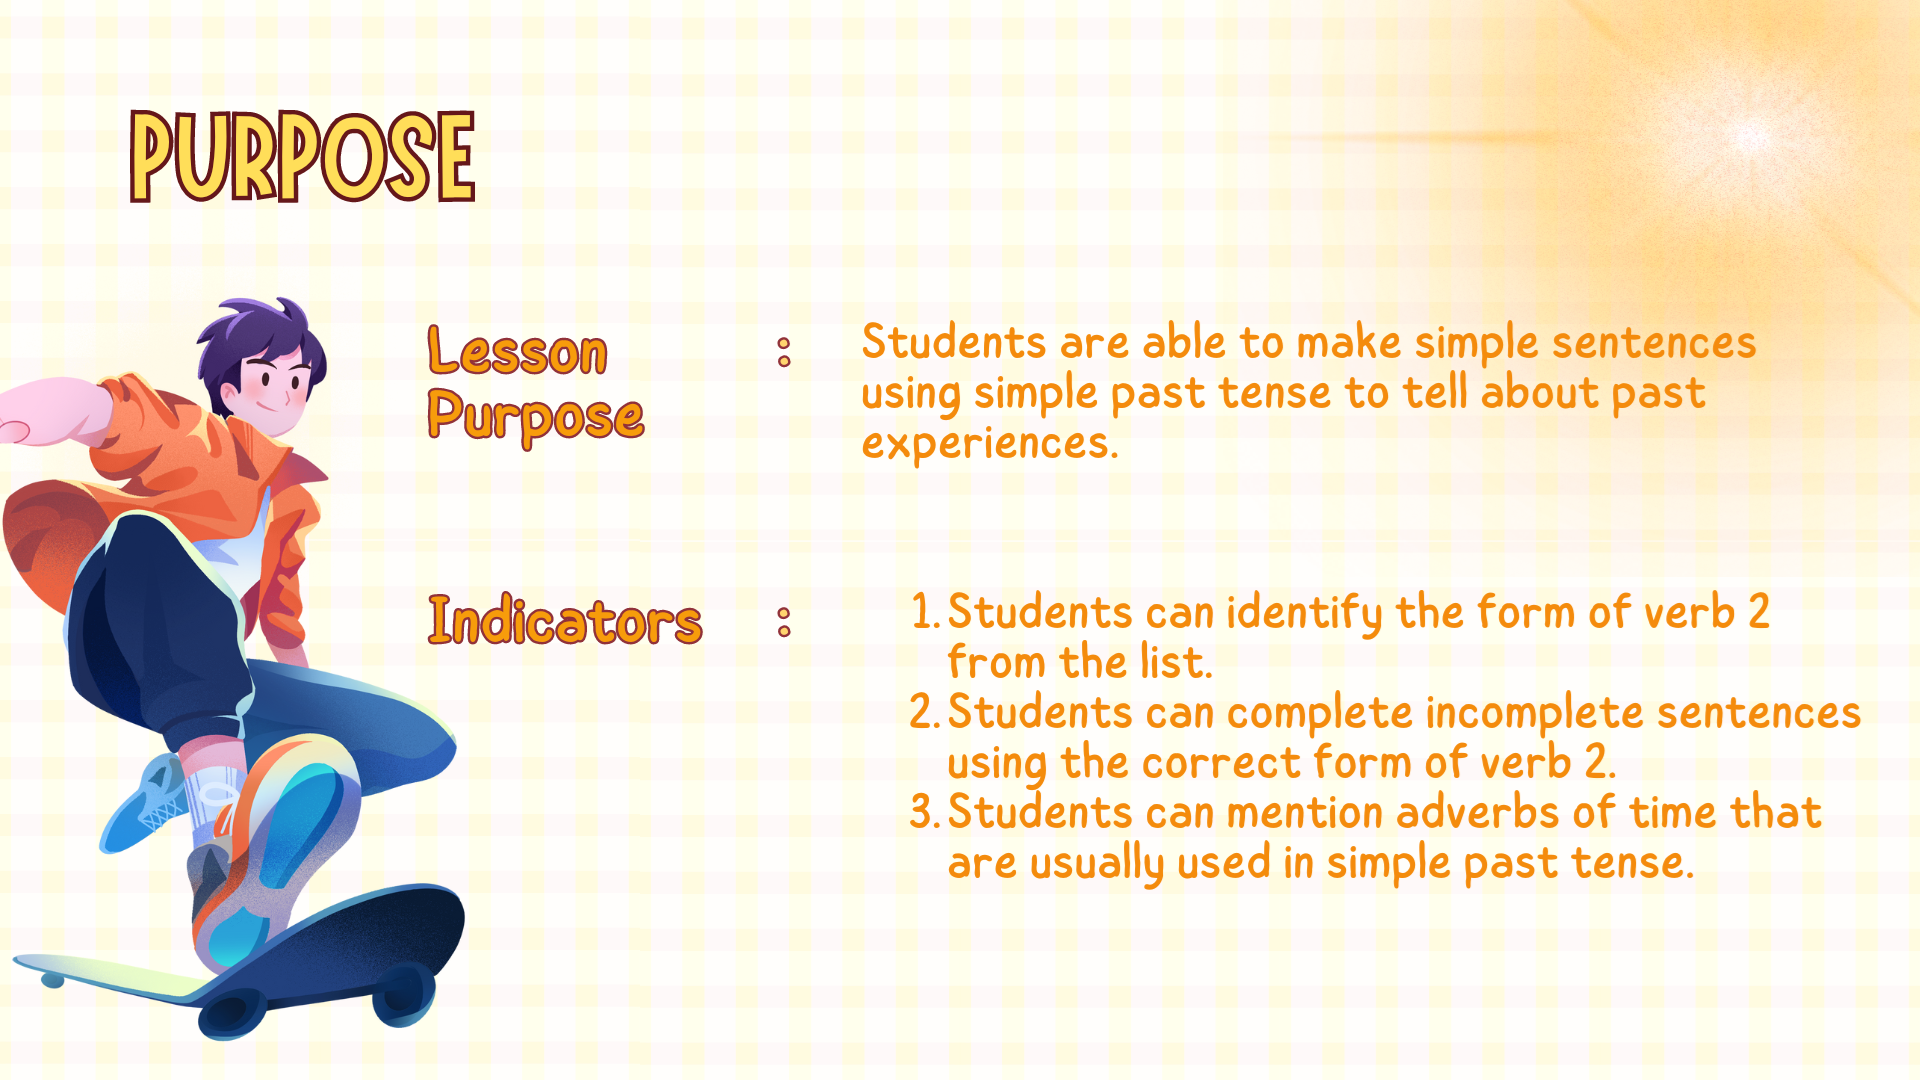 PURPOSE
Lesson
Purpose
:
Students are able to make simple sentences
using simple past tense to tell about past
experiences.
Indicators
:
1. Students can identify the form of verb 2
from the list.
2. Students can complete incomplete sentences
using the correct form of verb 2.
3. Students can mention adverbs of time that
are usually used in simple past tense.